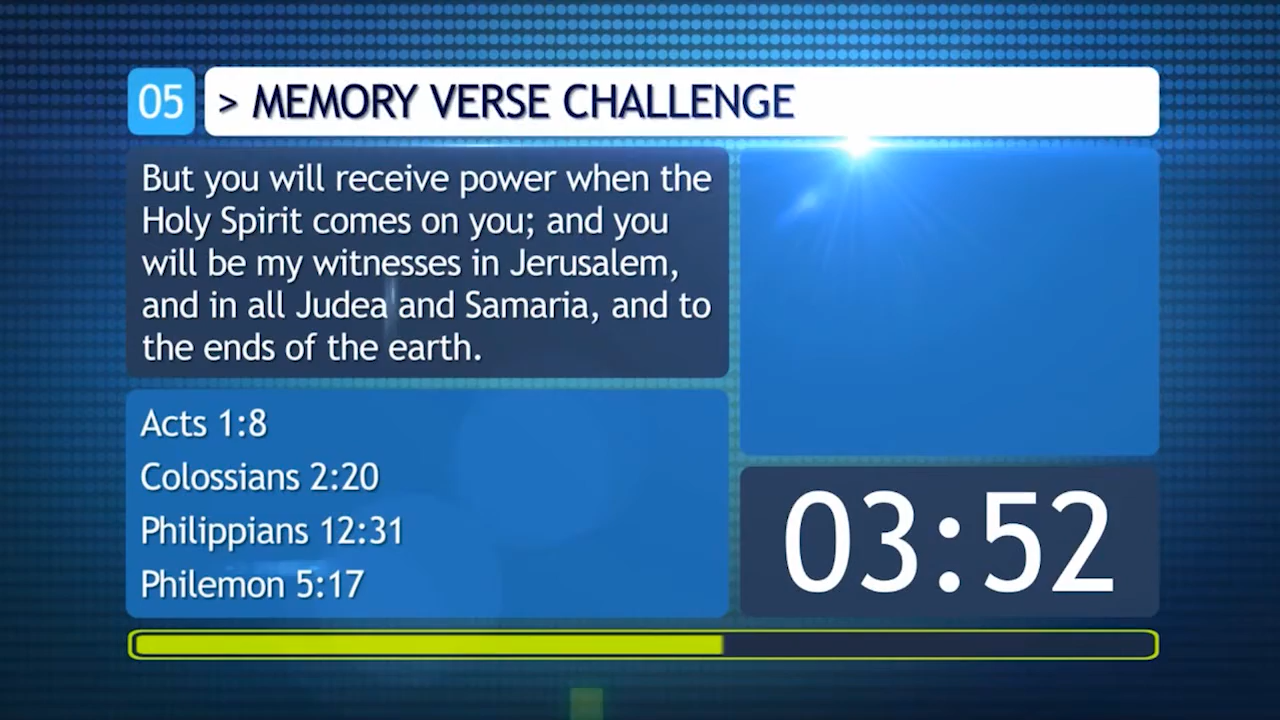 05
> MEMORY VERSE CHALLENGE
But you will receive power when the
Holy Spirit comes on you; and you
will be my witnesses in Jerusalem,
and in all Judea and Samaria, and to
the ends of the earth.
Acts 1:8
Colossians 2:20
Philippians 12:31
Philemon 5:17
03:52